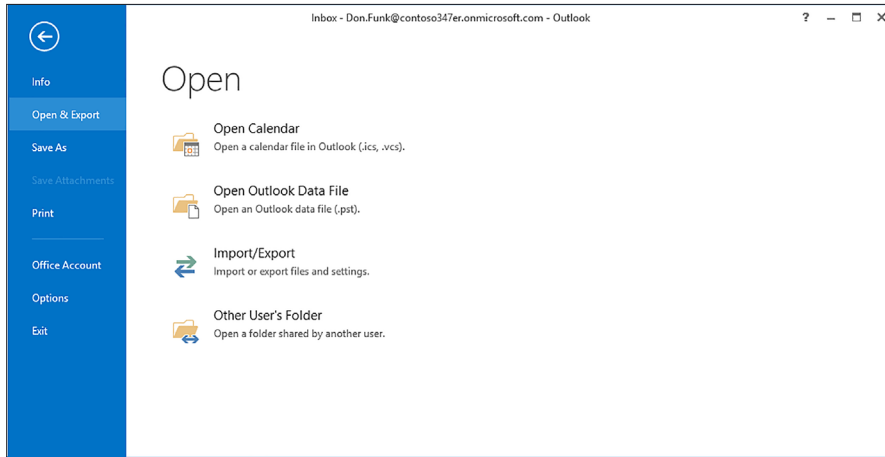 Inbox - Don.Funk@contoso347er.onmicrosoft.com - Outlook
?
Info
Open & Export
Save As
Save Attachments
Print
Office Account
Options
Exit
Open
Open Calendar
Open a calendar file in Outlook (.ics, .vcs).
Open Outlook Data File
Open an Outlook data file (.pst).
Import/Export
Import or export files and settings.
Other User's Folder
Open a folder shared by another user.